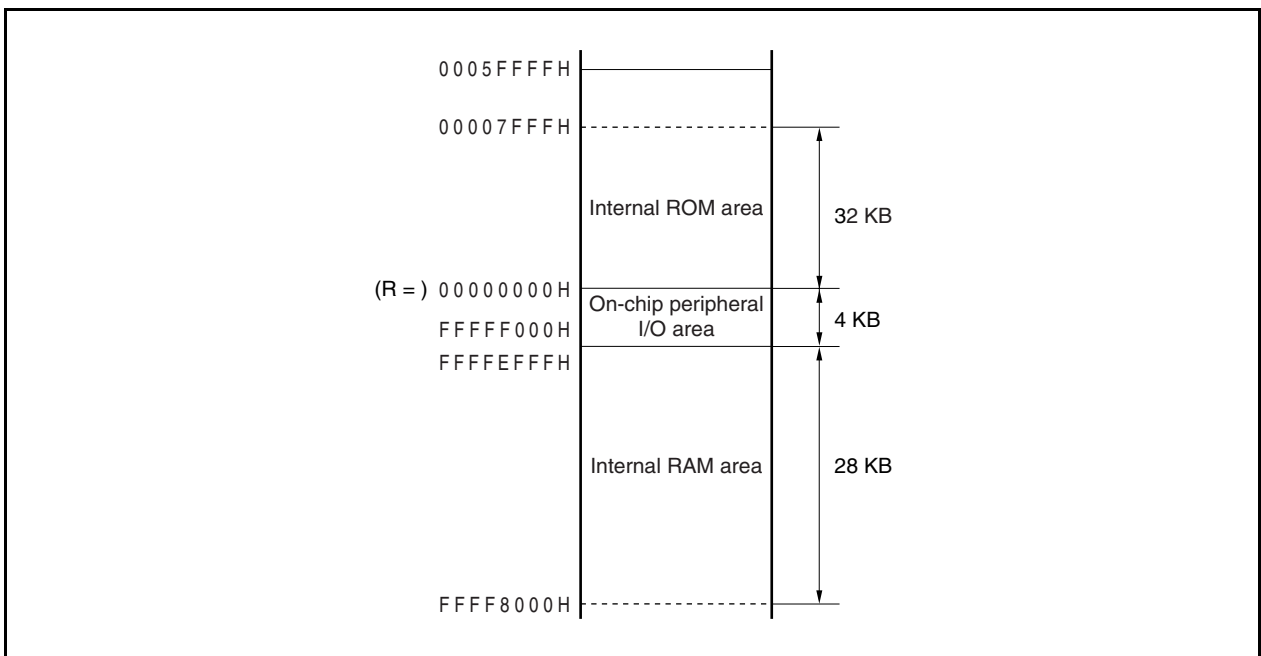 0005FFFFH
00007FFFH
Internal ROM area
32 KB
(R = ) 00000000H
On-chip peripheral
I/O area
4 KB
FFFFF000H
FFFFEFFFH
Internal RAM area
28 KB
FFFF8000H